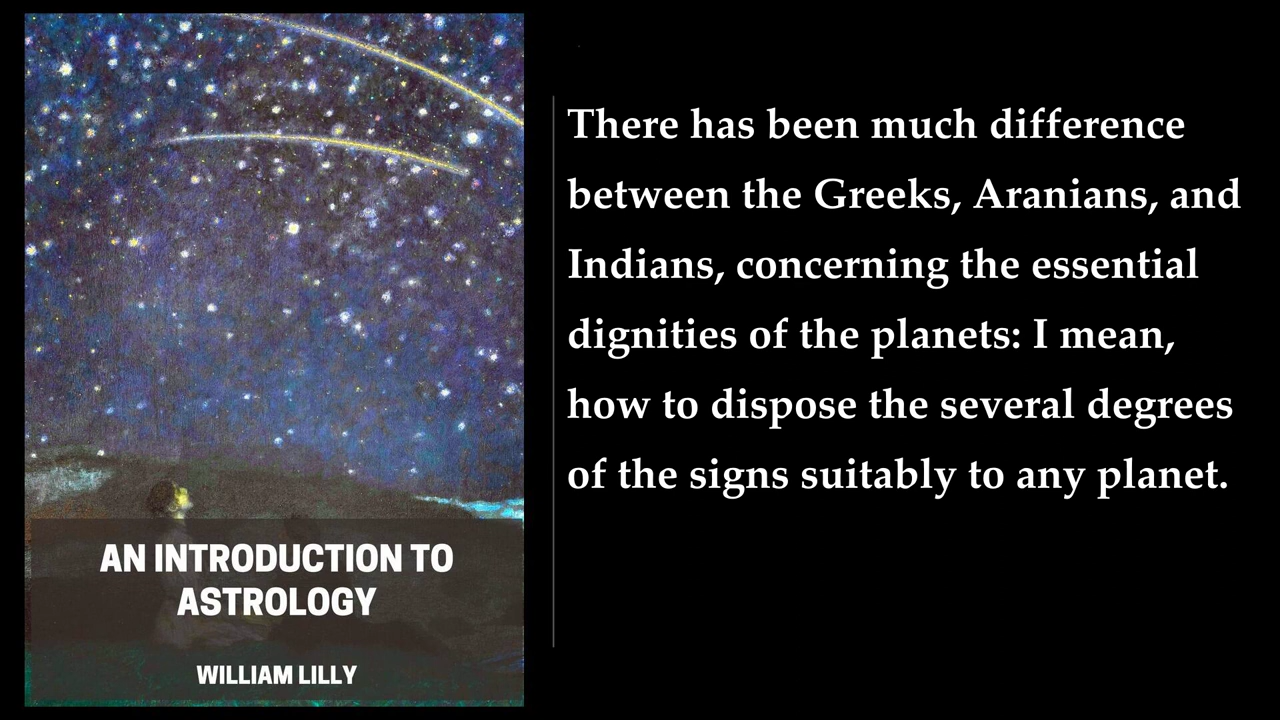 AN INTRODUCTION TO
ASTROLOGY
WILLIAM LILLY
There has been much difference
between the Greeks, Aranians, and
Indians, concerning the essential
dignities of the planets: I mean,
how to dispose the several degrees
of the signs suitably to any planet.